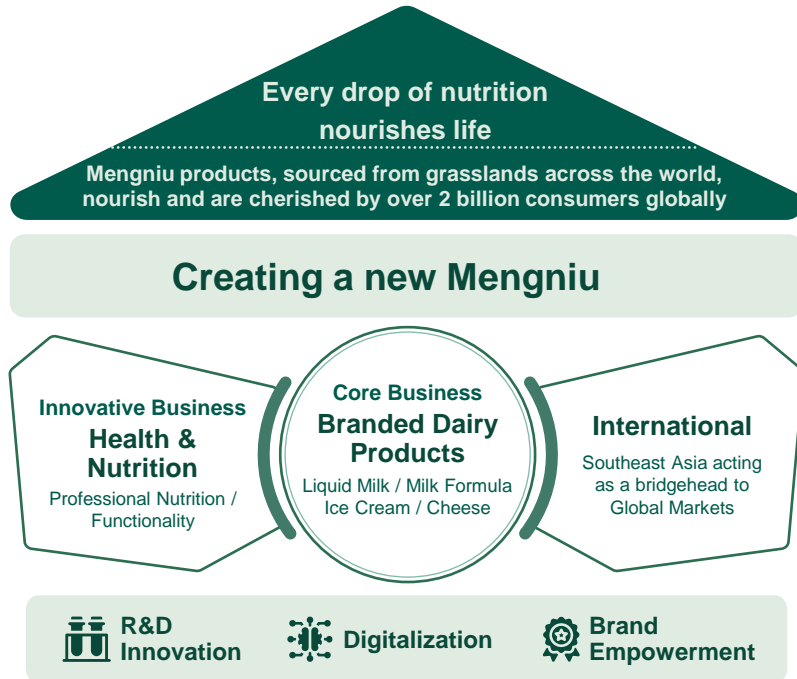 Every drop of nutrition
nourishes life
Mengniu products, sourced from grasslands across the world,
nourish and are cherished by over 2 billion consumers globally
Creating a new Mengniu
Innovative Business
Health &
Nutrition
Professional Nutrition /
Functionality
Core Business
Branded Dairy
Products
Liquid Milk / Milk Formula
Ice Cream / Cheese
International
Southeast Asia acting
as a bridgehead to
Global Markets
R&D
Innovation
Digitalization
Brand
Empowerment